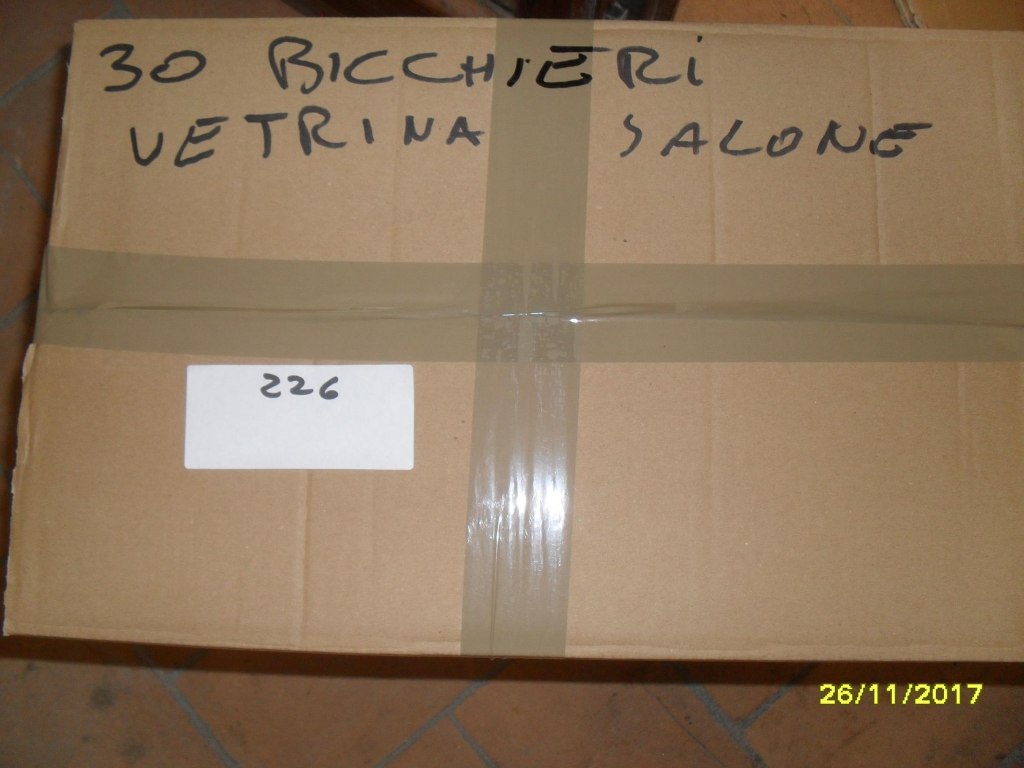 30 BICCHIERi
VETRINA SALONE
226
26/11/2017